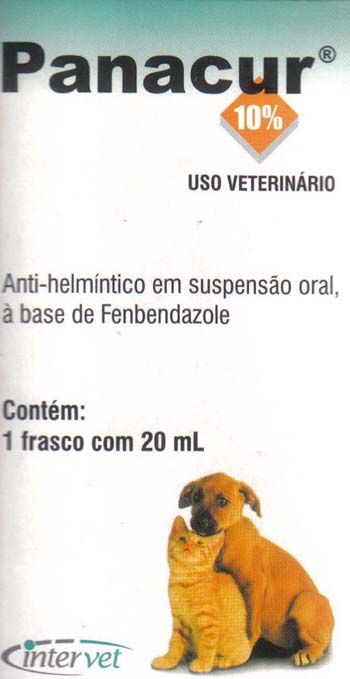 Panacur®
10%
USO VETERINÁRIO
Anti-helmíntico em suspensão oral,
à base de Fenbendazole
Contém:
1 frasco com 20 mL
intervet